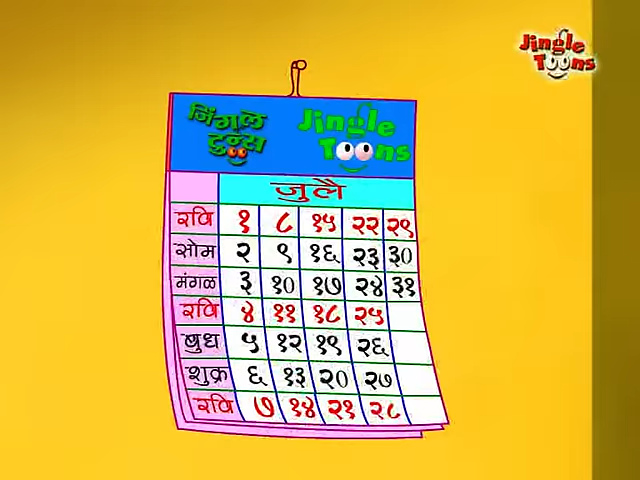 Jingle
Toons
जिंगल
टुन्स
Jingle
Toons
जुलै
रवि १ ८ १५ २२ २९
सोम २ ९ १६ २३ ३०
मंगळ ३ १० १७ २४ ३१
रवि ४ ११ १८ २५
बुध ५ १२ १९ २६
शुक्र ६ १३ २० २७
रवि ७ १४ २१ २८